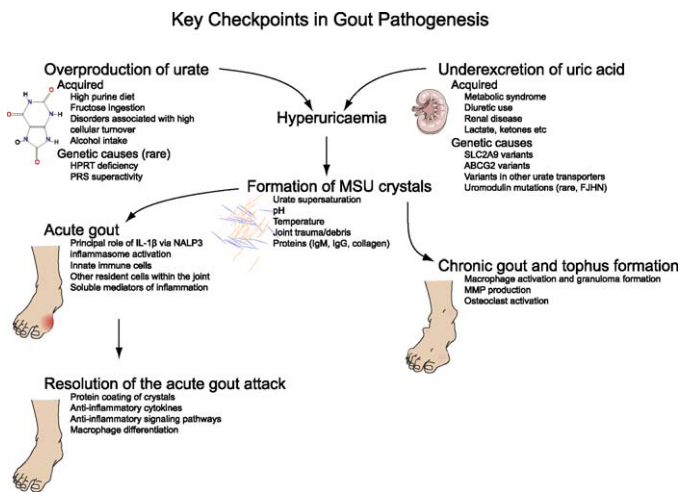 Key Checkpoints in Gout Pathogenesis
Overproduction of urate
Acquired
High purine diet
Fructose Ingestion
Disorders associated with high
cellular turnover
Alcohol intake
Genetic causes (rare)
HPRT deficiency
PRS superactivity
H
O
H
N
N
O
N
N
H
O
H
O
Underexcretion of uric acid
Acquired
Metabolic syndrome
Diuretic use
Renal disease
Lactate, ketones etc
Genetic causes
SLC2A9 variants
ABCG2 variants
Variants in other urate transporters
Uromodulin mutations (rare, FJHN)
Hyperuricaemia
Formation of MSU crystals
Urate supersaturation
pH
Temperature
Joint trauma/debris
Proteins (IgM, IgG, collagen)
Acute gout
Principal role of IL-1β via NALP3
inflammasome activation
Innate immune cells
Other resident cells within the joint
Soluble mediators of inflammation
Chronic gout and tophus formation
Macrophage activation and granuloma formation
MMP production
Osteoclast activation
Resolution of the acute gout attack
Protein coating of crystals
Anti-inflammatory cytokines
Anti-inflammatory signaling pathways
Macrophage differentiation